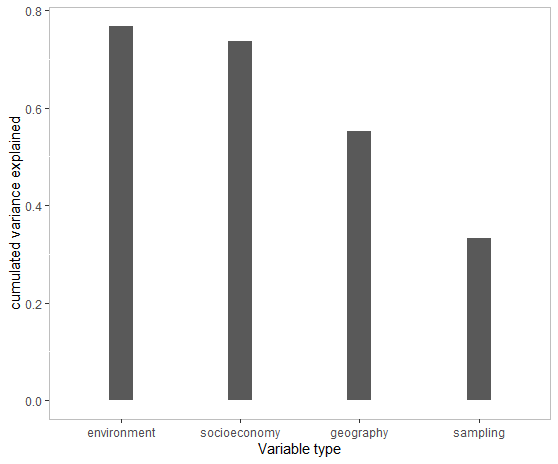 cumulated variance explained
0.8
0.6
0.4
0.2
0.0
environment socioeconomy geography sampling
Variable type